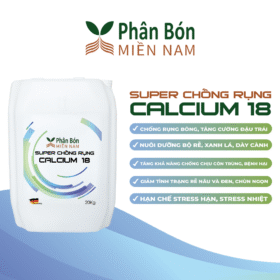 Phân Bón
MIỀN NAM
Phân Bón
MIỀN NAM
SUPER CHỐNG RỤNG
CALCIUM 18
20KG
SUPER CHỐNG RỤNG
CALCIUM 18
CHỐNG RỤNG BÔNG, TĂNG CƯỜNG ĐẬU TRÁI
NUÔI DƯỠNG BỘ RỄ, XANH LÁ, DÀY CÀNH
TĂNG KHẢ NĂNG CHỐNG CHỊU CÔN TRÙNG, BỆNH HẠI
GIẢM TÌNH TRẠNG RỄ NÂU VÀ ĐEN, CHÙN NGỌN
HẠN CHẾ STRESS HẠN, STRESS NHIỆT